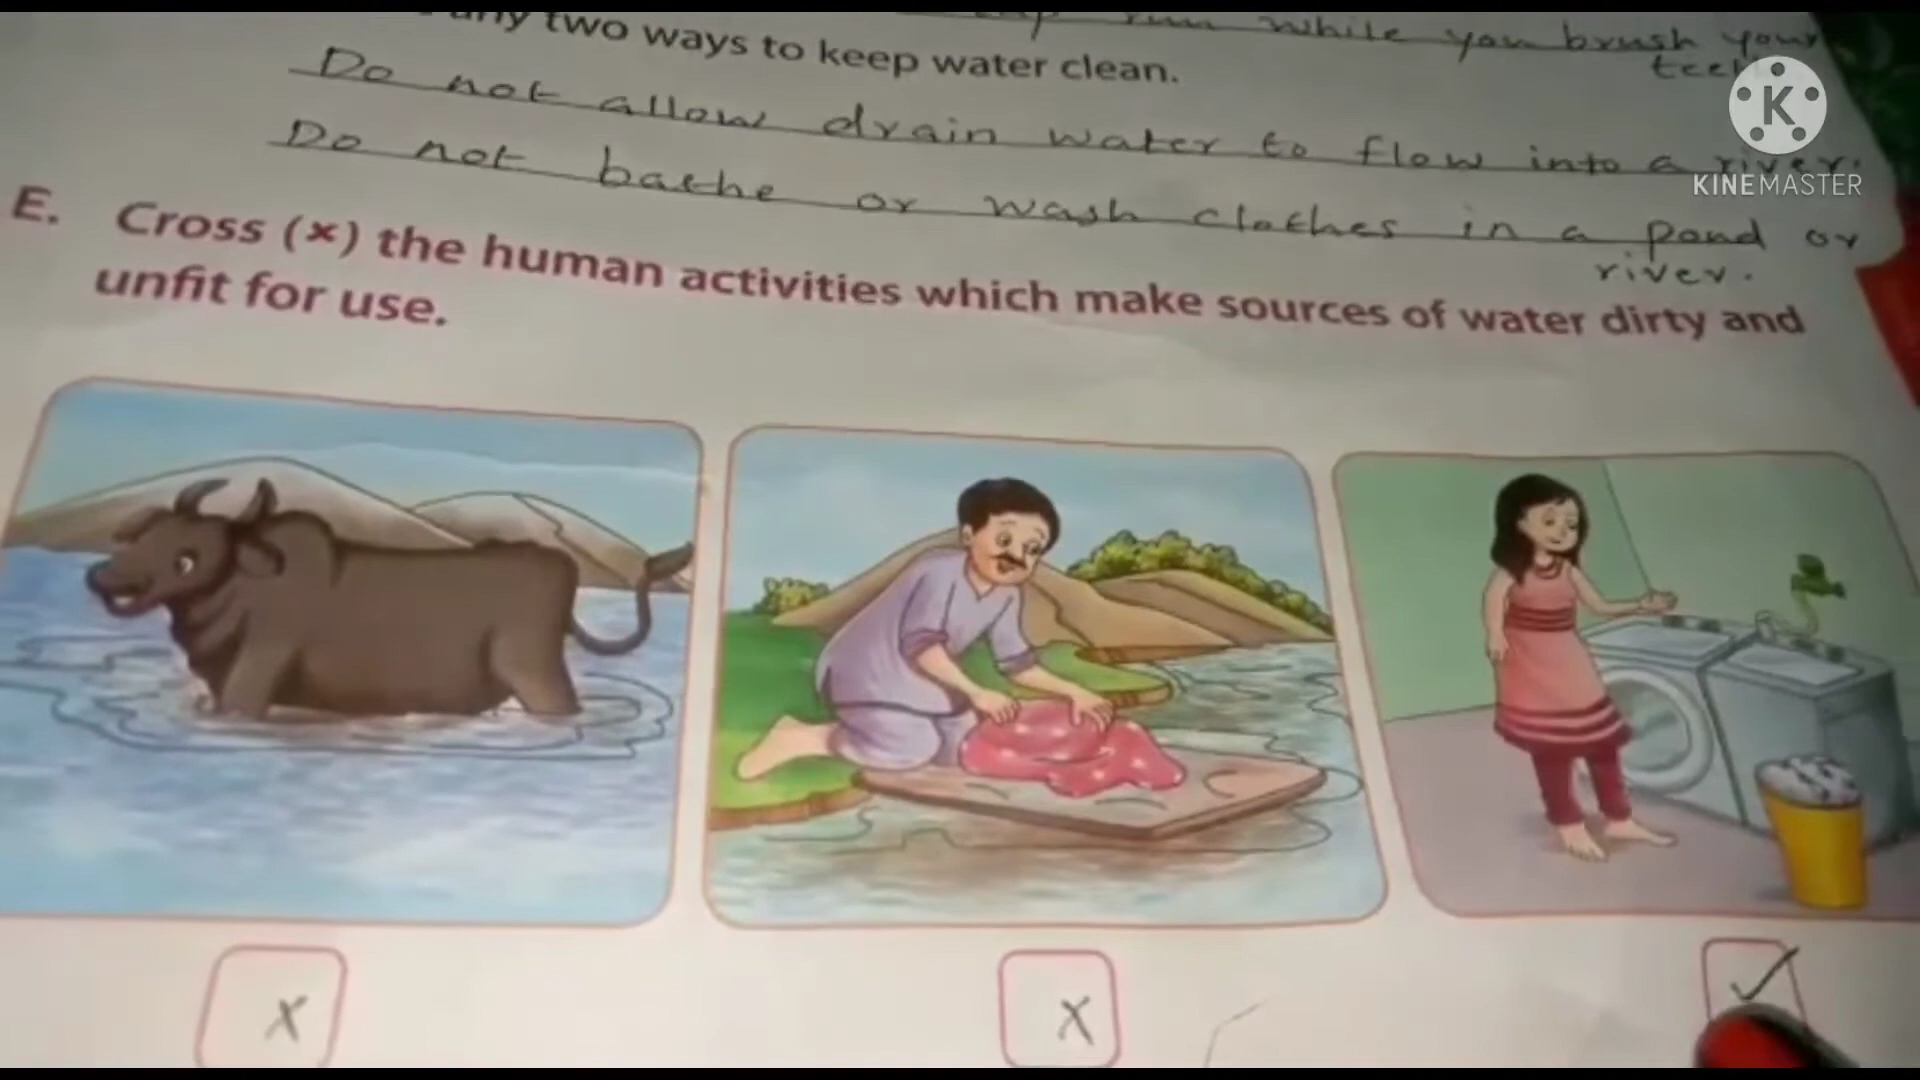 run while you brush your
teeth
any two ways to keep water clean.
Do not allow drain water to flow into a river.
Do not bathe or wash clothes in a pond or
river.
E. Cross (×) the human activities which make sources of water dirty and
unfit for use.
K
KINEMASTER
x x ✓